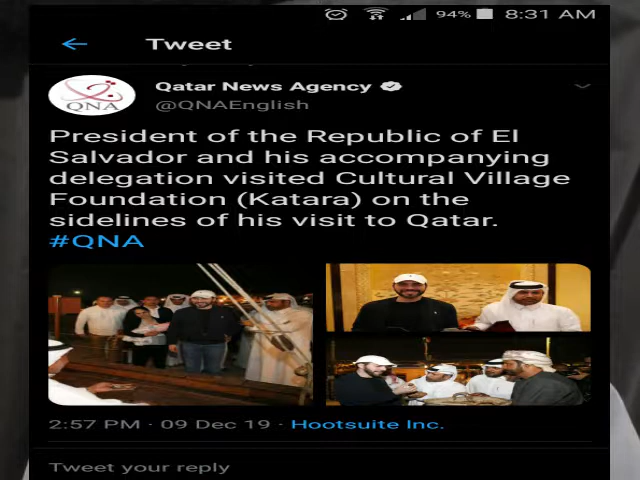 94% 8:31 AM
Tweet
Qatar News Agency
QNA
@QNAEnglish
President of the Republic of El
Salvador and his accompanying
delegation visited Cultural Village
Foundation (Katara) on the
sidelines of his visit to Qatar.
#QNA
2:57 PM · 09 Dec 19 · Hootsuite Inc.
Tweet your reply